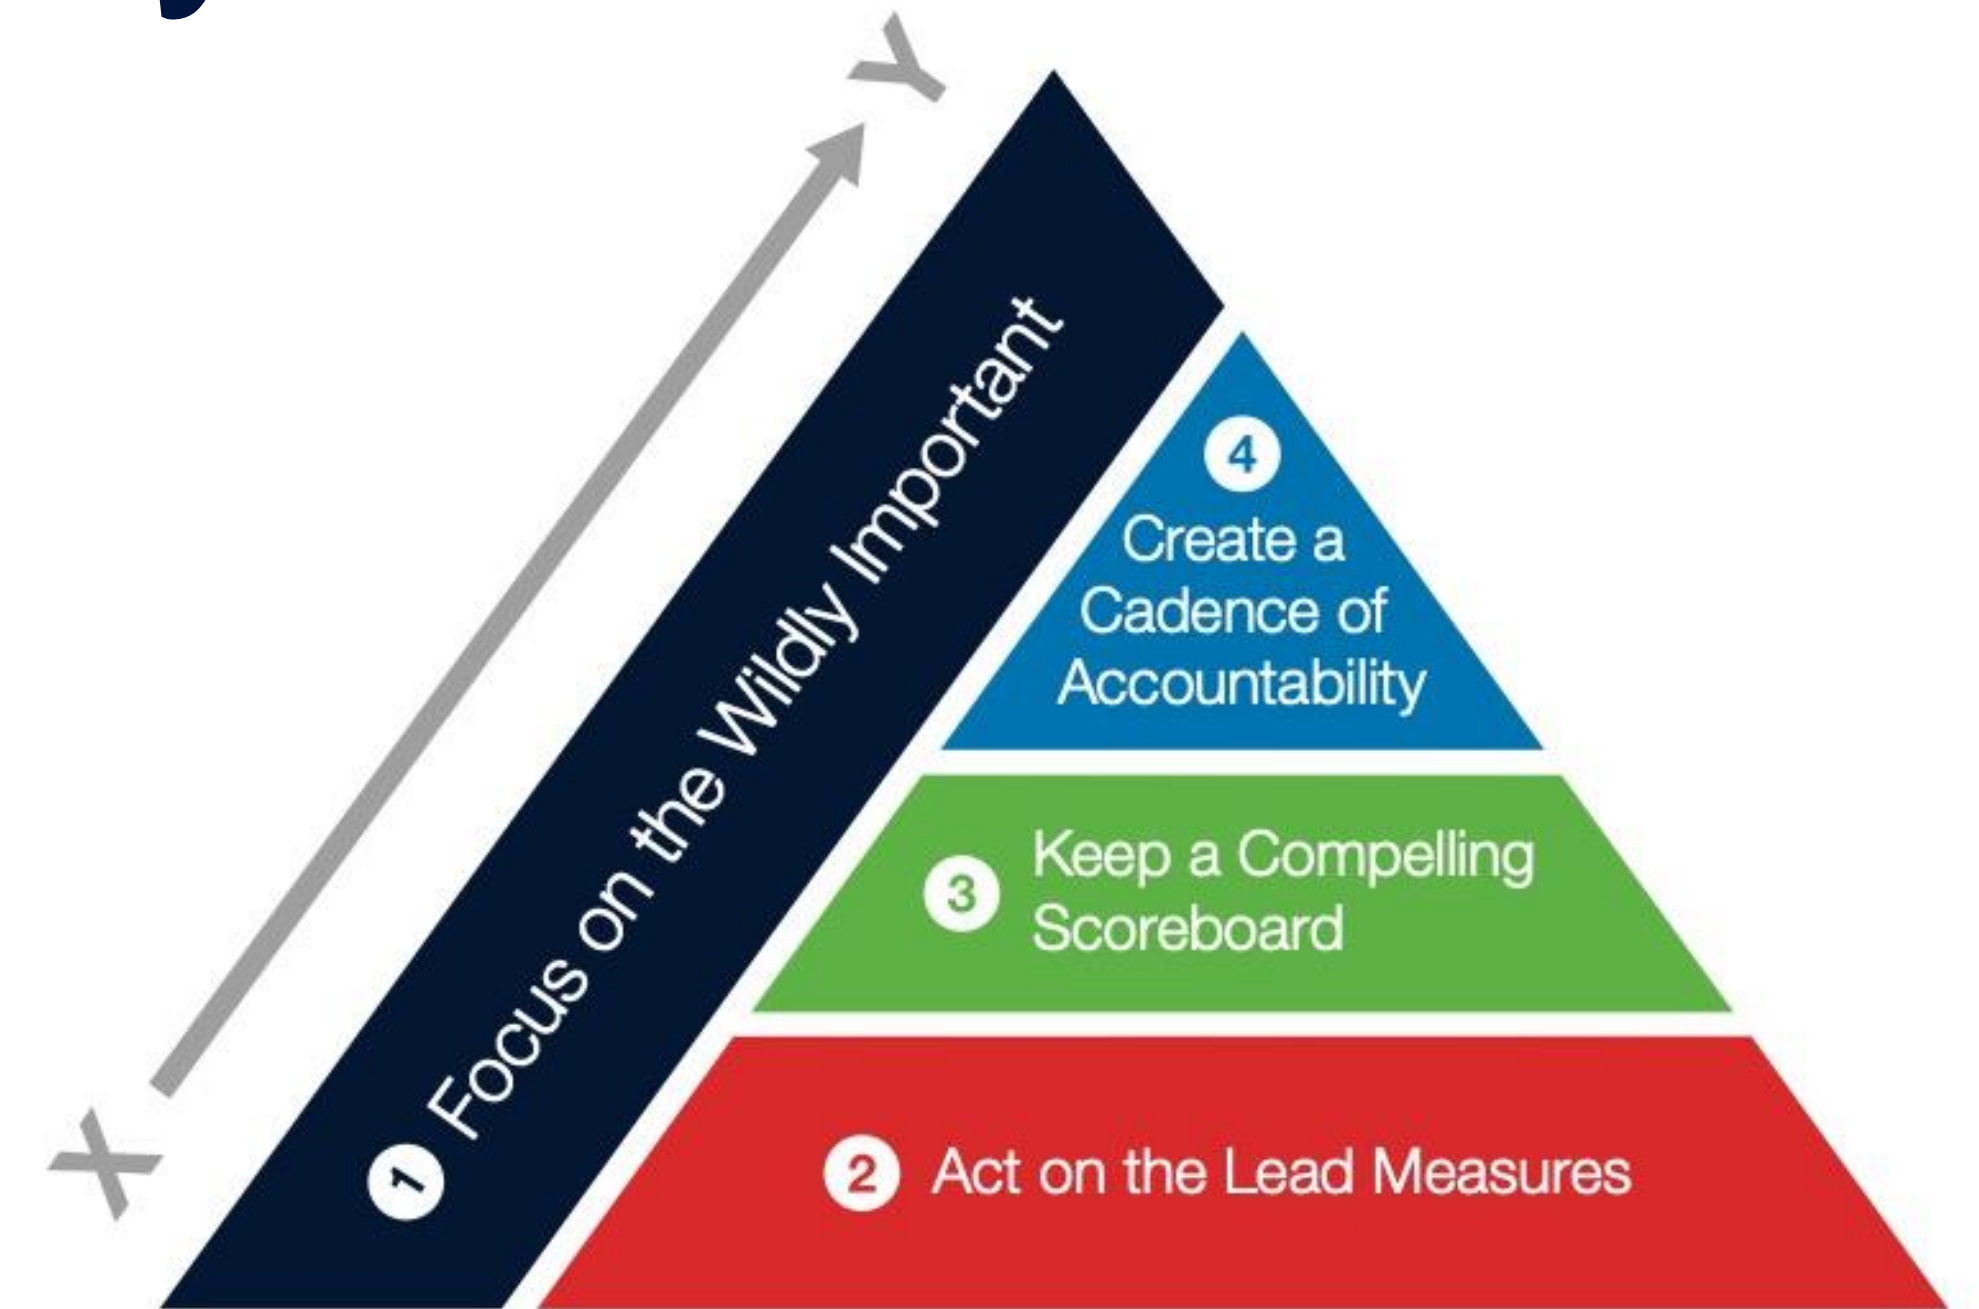 Y
X
1 Focus on the Wildly Important
4
Create a
Cadence of
Accountability
3 Keep a Compelling
Scoreboard
2 Act on the Lead Measures